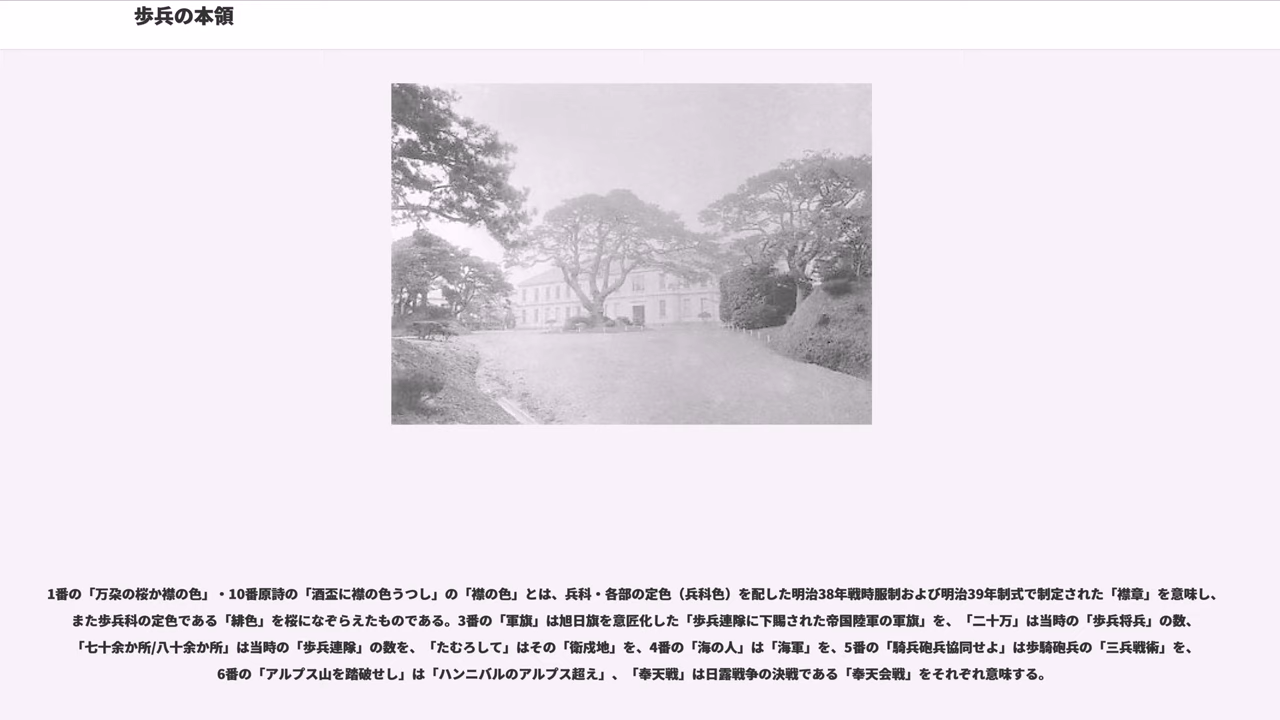 歩兵の本領
1番の「万朶の桜か襟の色」・10番原詩の「酒盃に襟の色うつし」の「襟の色」とは、兵科・各部の定色（兵科色）を配した明治38年戦時服制および明治39年制式で制定された「襟章」を意味し、
また歩兵科の定色である「緋色」を桜になぞらえたものである。3番の「軍旗」は旭日旗を意匠化した「歩兵連隊に下賜された帝国陸軍の軍旗」を、「二十万」は当時の「歩兵将兵」の数、
「七十余か所/八十余か所」は当時の「歩兵連隊」の数を、「たむろして」はその「衛戍地」を、4番の「海の人」は「海軍」を、5番の「騎兵砲兵協同せよ」は歩騎砲兵の「三兵戦術」を、
6番の「アルプス山を踏破せし」は「ハンニバルのアルプス超え」、「奉天戦」は日露戦争の決戦である「奉天会戦」をそれぞれ意味する。